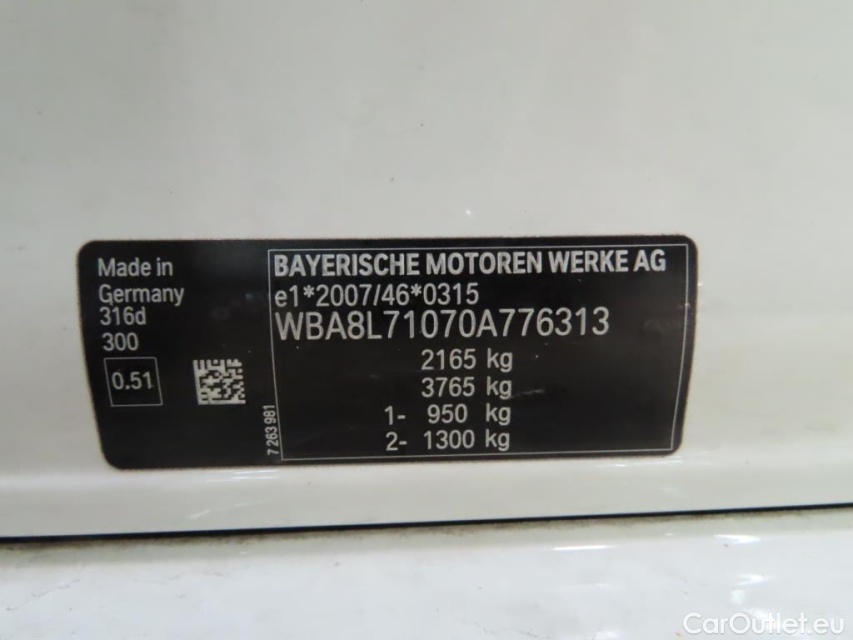 Made in
Germany
316d
300
0.51
7 263 981
BAYERISCHE MOTOREN WERKE AG
e1*2007/46*0315
WBA8L71070A776313
2165 kg
3765 kg
1- 950 kg
2- 1300 kg
CarOutlet.eu